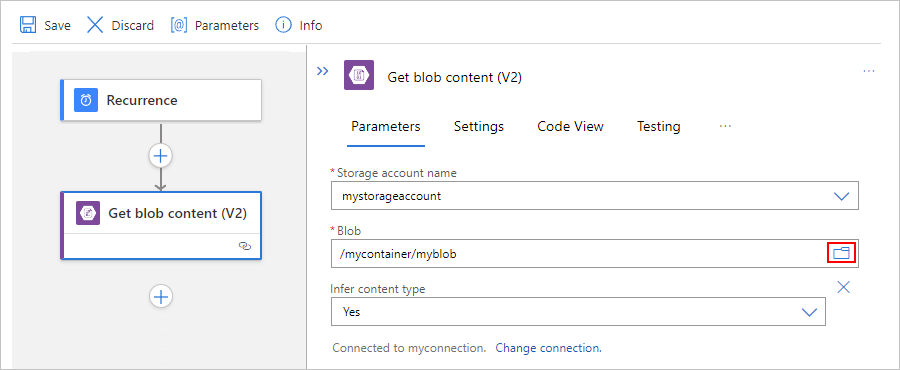 Save Discard [@] Parameters Info
Recurrence
Get blob content (V2)
Get blob content (V2)
Parameters Settings Code View Testing
* Storage account name
mystorageaccount
* Blob
/mycontainer/myblob
Infer content type
Yes
Connected to myconnection. Change connection.